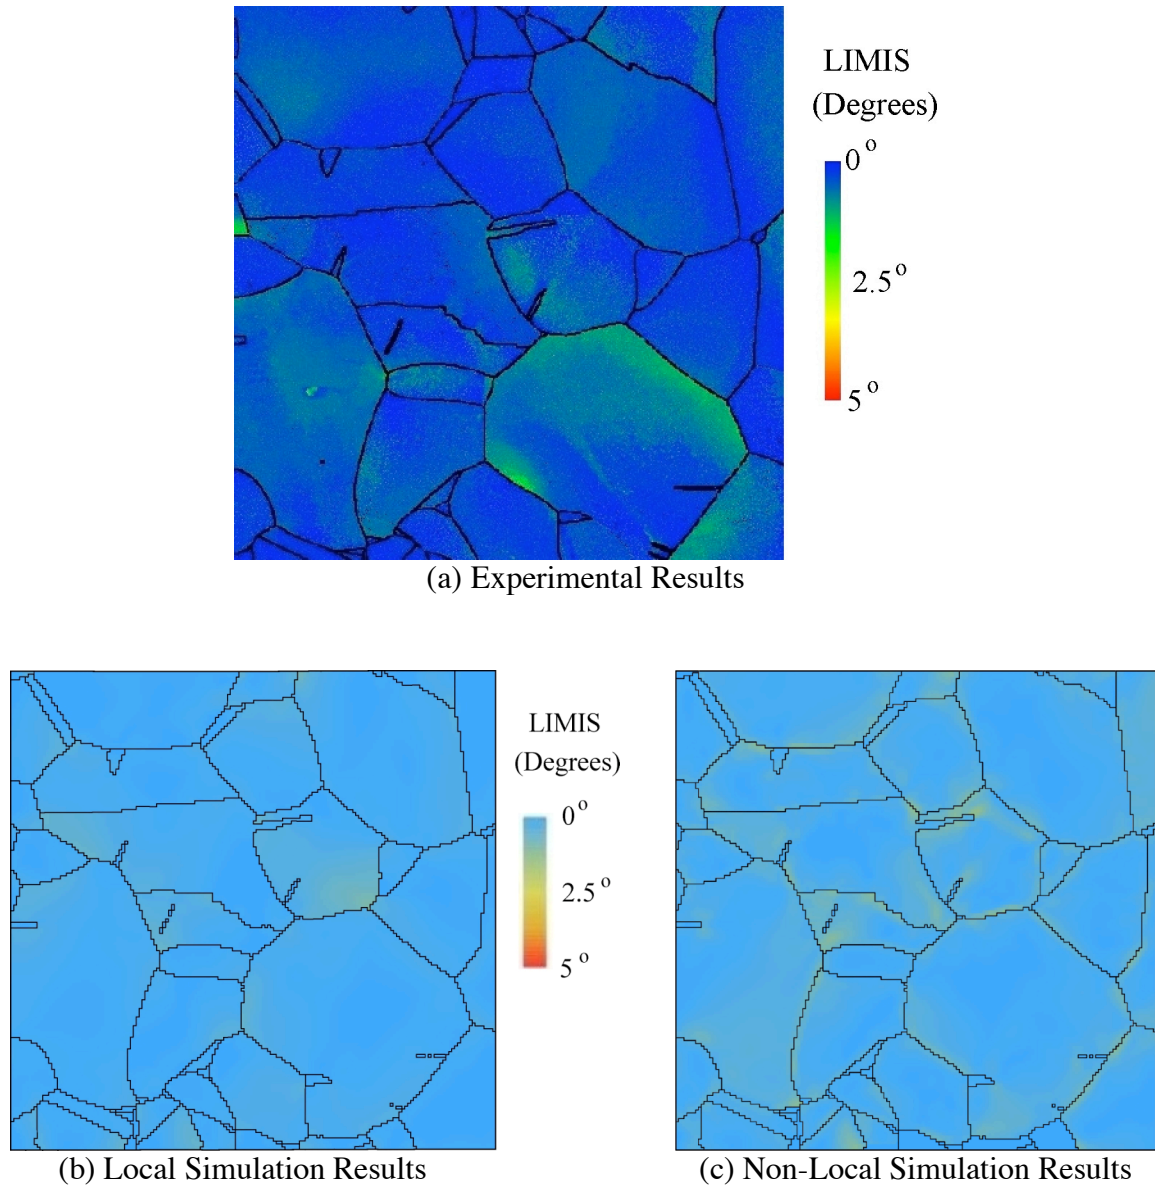 LIMIS
(Degrees)
0 o
2.5 o
5 o
(a) Experimental Results
LIMIS
(Degrees)
0 o
2.5 o
5 o
(b) Local Simulation Results
(c) Non-Local Simulation Results